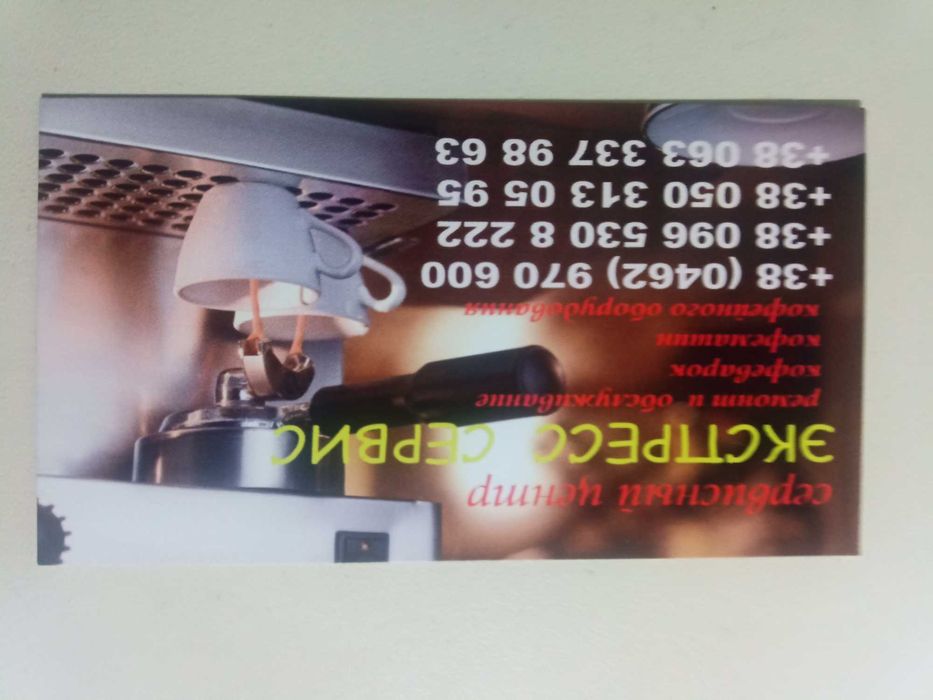 сервисный центр
ЭКСПРЕСС СЕРВИС
ремонт и обслуживание
кофеварок
кофемашин
кофейного оборудования
+38 (0462) 970 600
+38 096 530 8 222
+38 050 313 05 95
+38 063 337 98 63